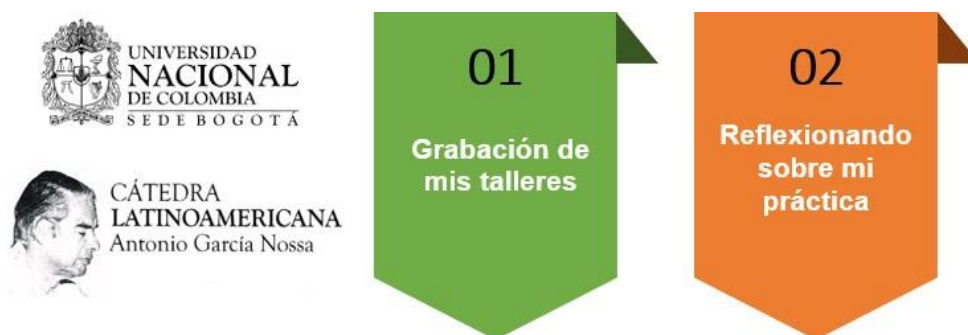 UNIVERSIDAD
NACIONAL
DE COLOMBIA
SEDE BOGOTÁ
CÁTEDRA
LATINOAMERICANA
Antonio García Nossa
01
Grabación de
mis talleres
02
Reflexionando
sobre mi
práctica